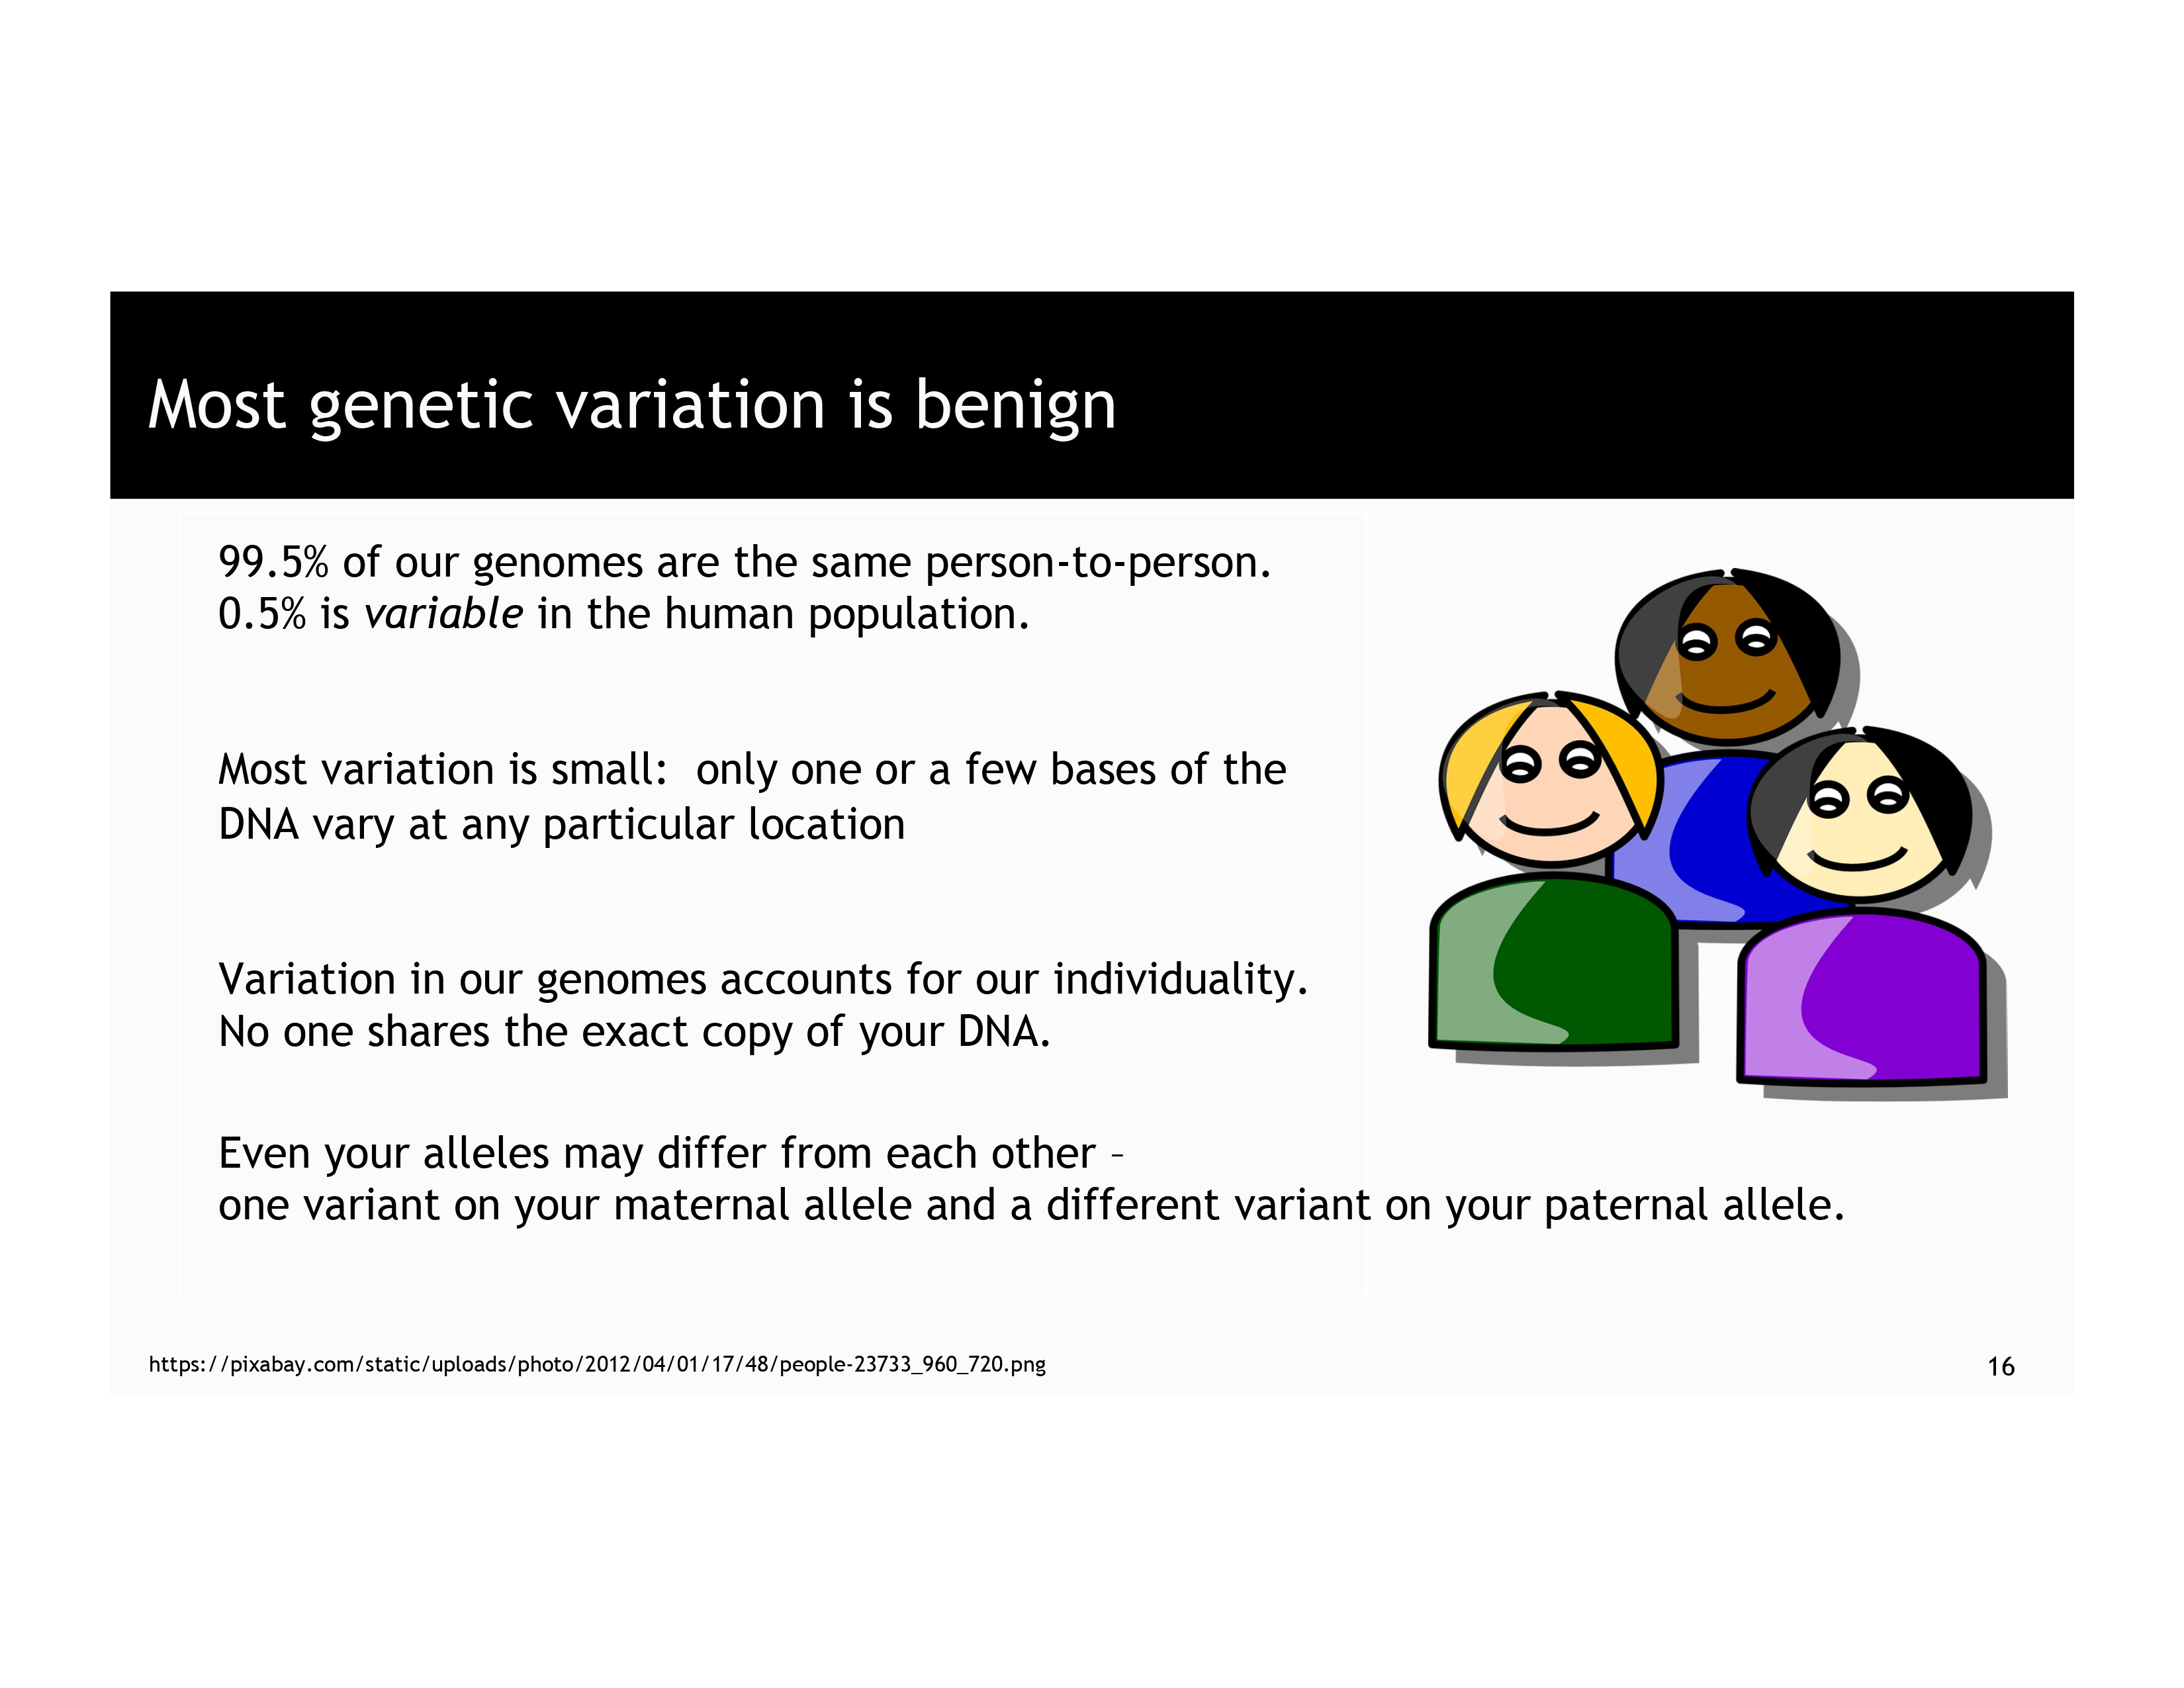 Most genetic variation is benign
99.5% of our genomes are the same person-to-person.
0.5% is variable in the human population.
Most variation is small:  only one or a few bases of the
DNA vary at any particular location
Variation in our genomes accounts for our individuality.
No one shares the exact copy of your DNA.
Even your alleles may differ from each other –
one variant on your maternal allele and a different variant on your paternal allele.
https://pixabay.com/static/uploads/photo/2012/04/01/17/48/people-23733_960_720.png
16